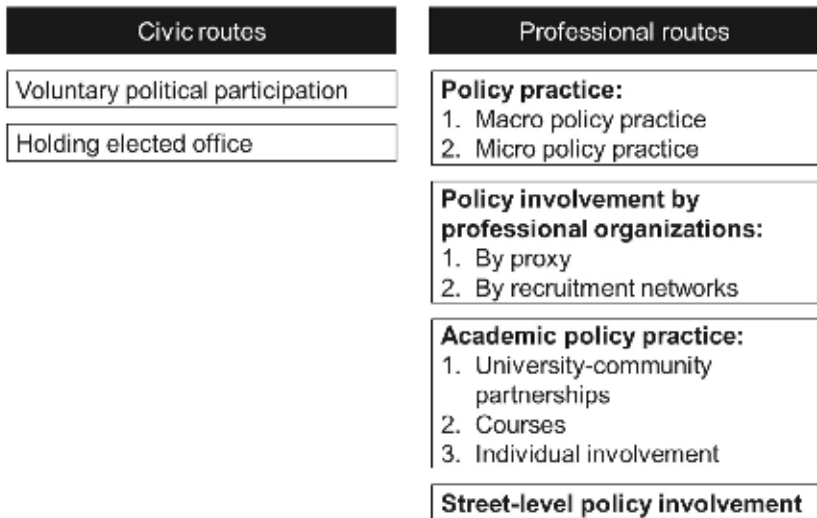 Civic routes
Voluntary political participation
Holding elected office
Professional routes
Policy practice:
1. Macro policy practice
2. Micro policy practice
Policy involvement by
professional organizations:
1. By proxy
2. By recruitment networks
Academic policy practice:
1. University-community
partnerships
2. Courses
3. Individual involvement
Street-level policy involvement